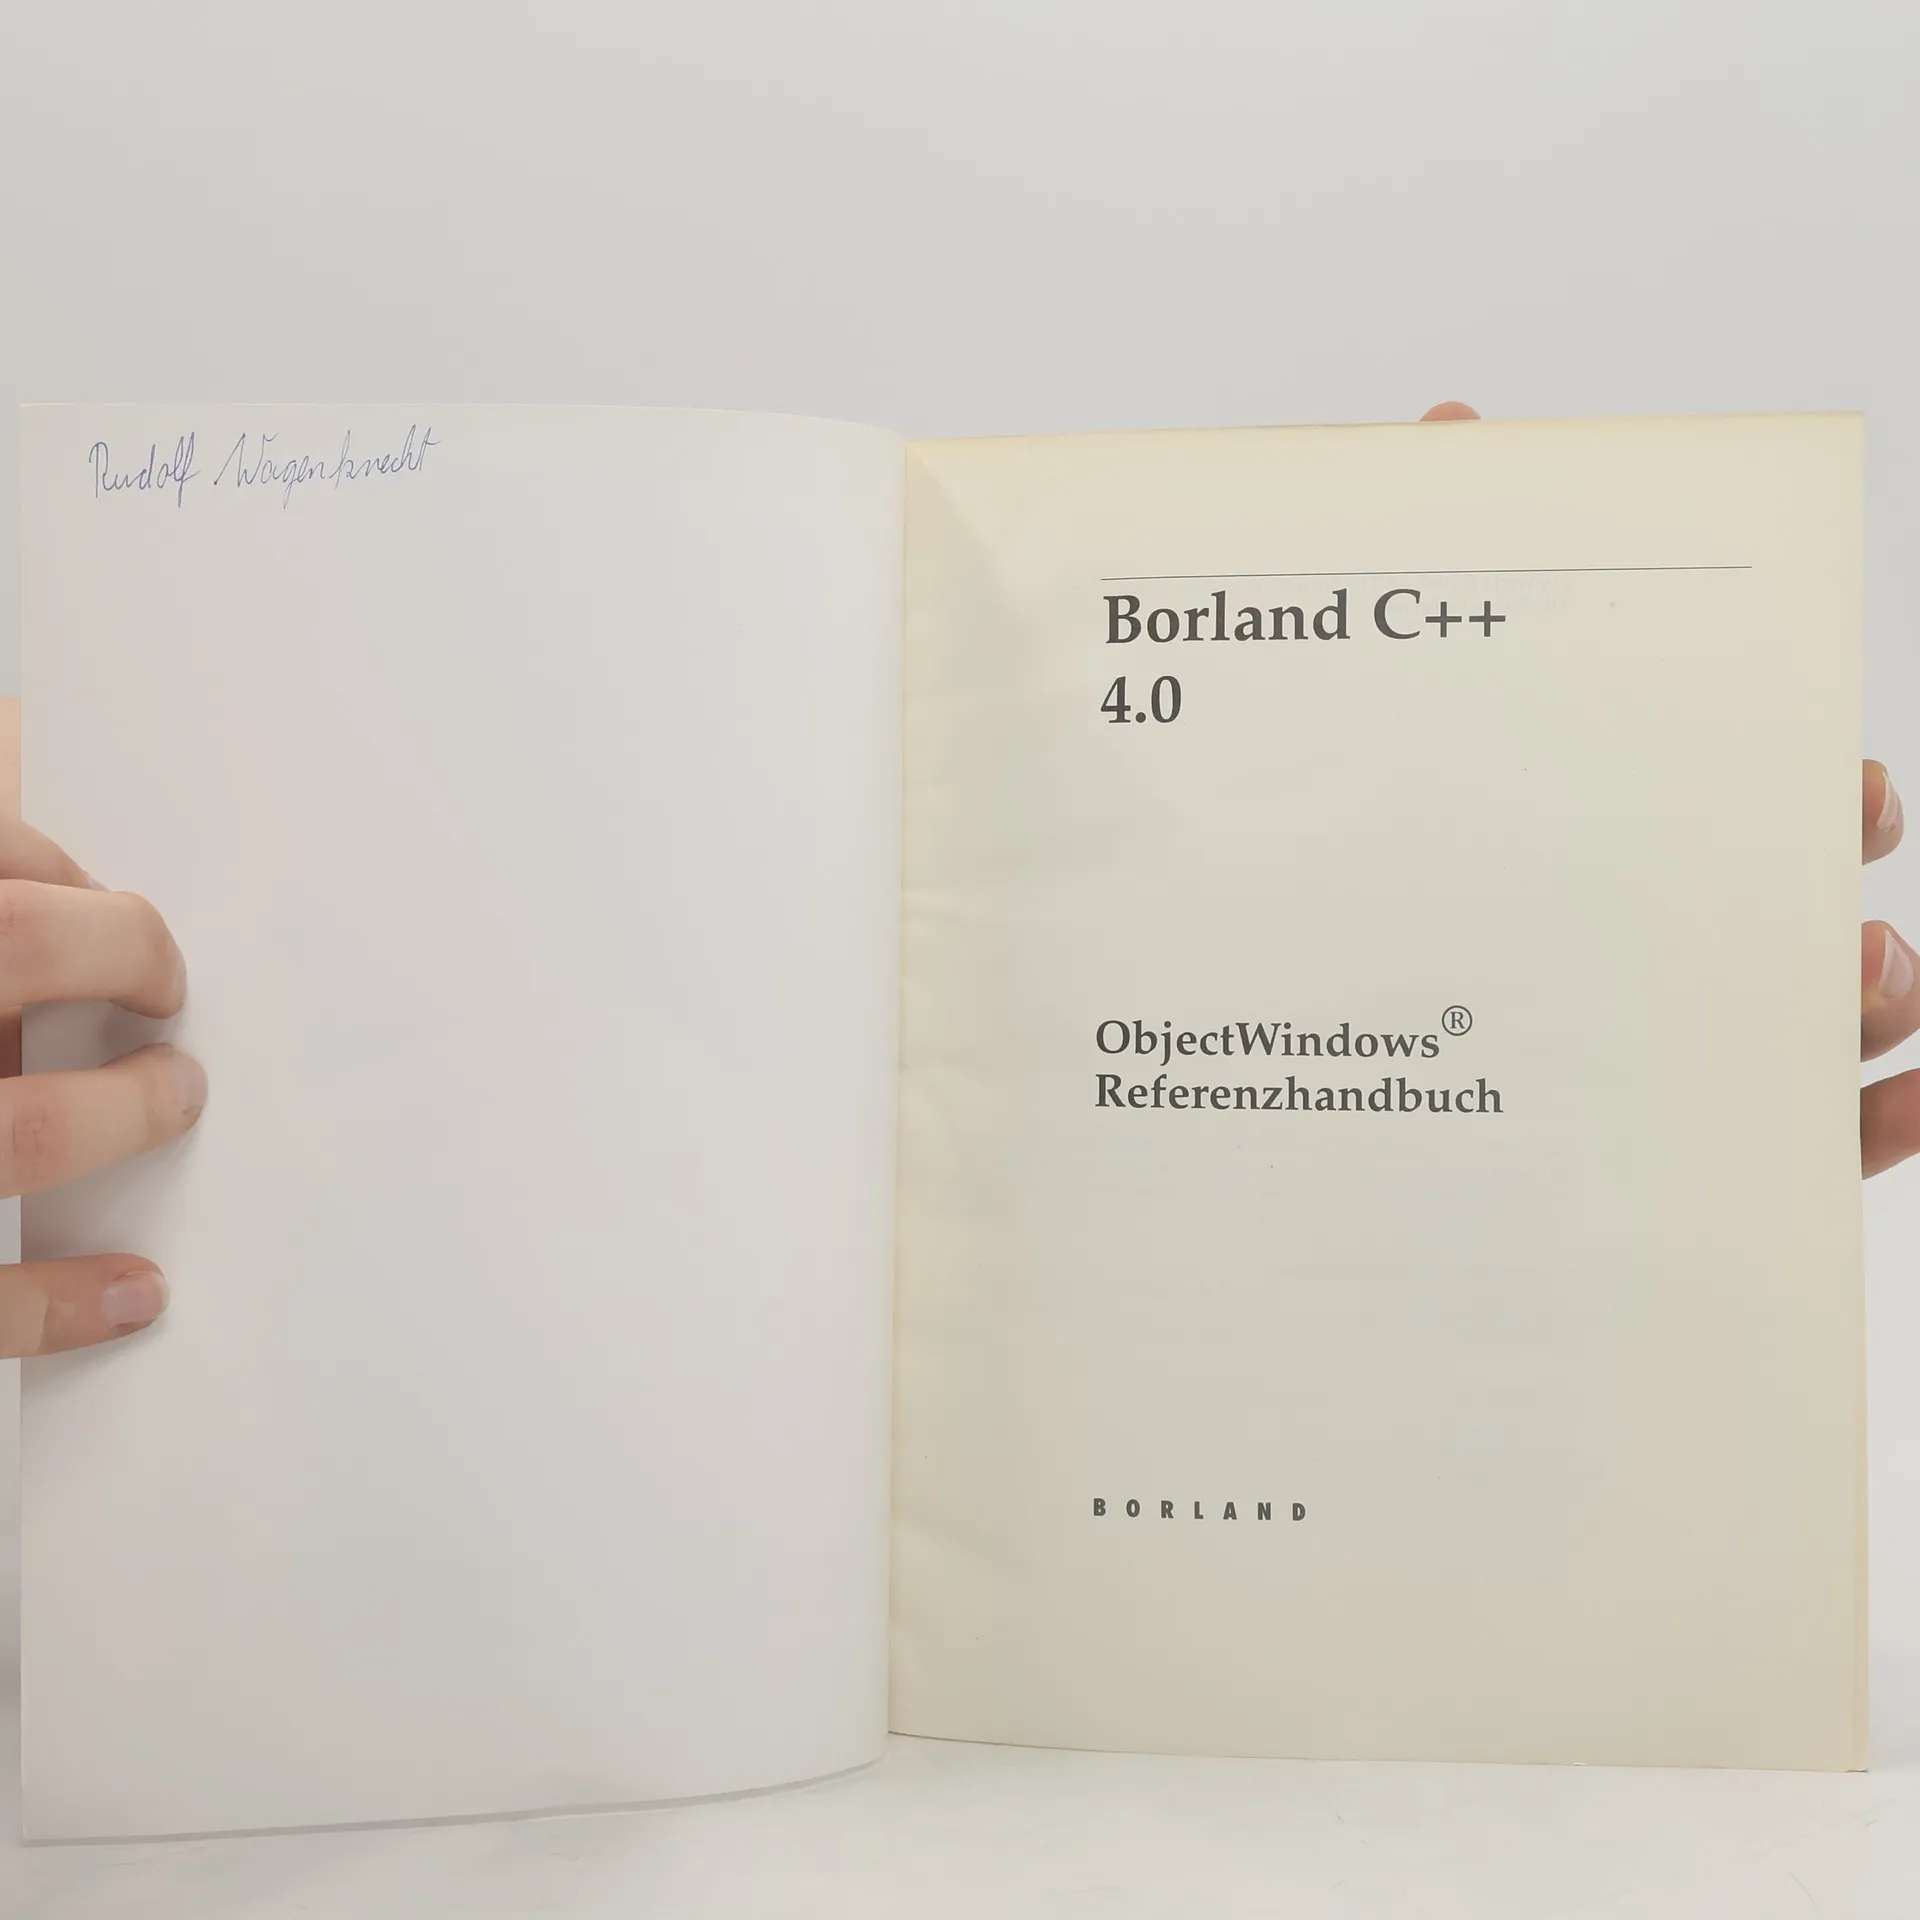 Rudolf Wagenknecht
Borland C++
4.0
ObjectWindows®
Referenzhandbuch
BORLAND